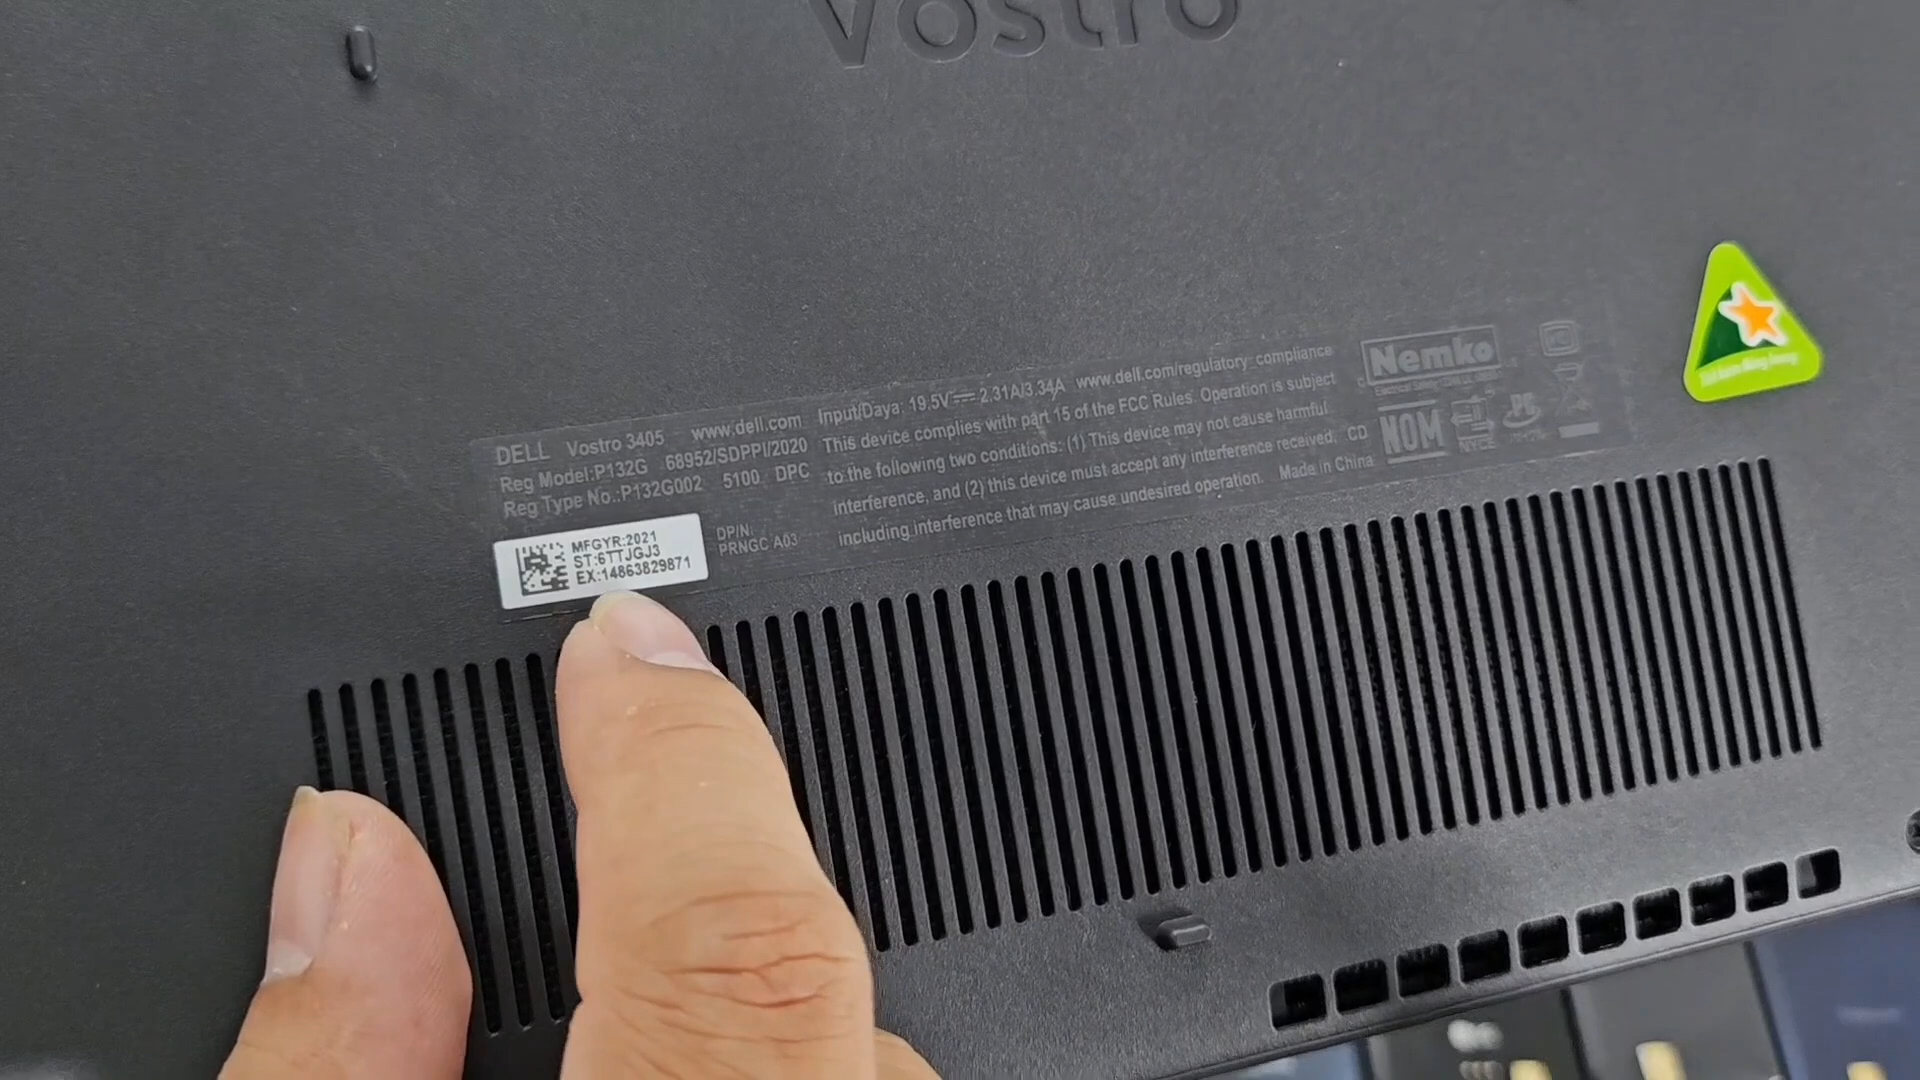 Vostro
DELL Vostro 3405 www.dell.com Input/Daya: 19.5V⎓2.31A/3.34A www.dell.com/regulatory_compliance
Reg Model:P132G 68952/SDPPI/2020 This device complies with part 15 of the FCC Rules. Operation is subject
Reg Type No.:P132G002 5100 DPC to the following two conditions: (1) This device may not cause harmful
interference, and (2) this device must accept any interference received, CD
including interference that may cause undesired operation. Made in China
Nemko
NOM
NYCE
MFGYR:2021
ST:6TTJGJ3
EX:14863829871
DP/N:
PRNGC A03